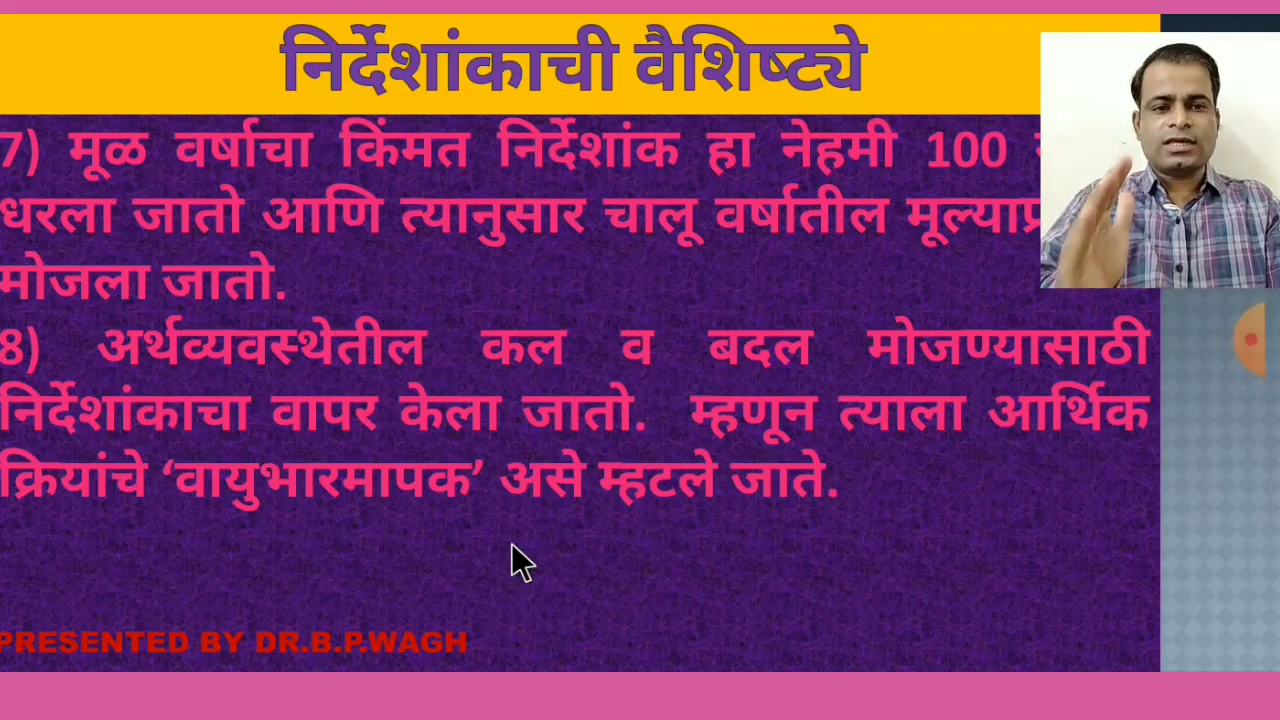 निर्देशांकाची वैशिष्ट्ये
7) मूळ वर्षाचा किंमत निर्देशांक हा नेहमी 100
धरला जातो आणि त्यानुसार चालू वर्षातील
मोजला जातो.
8) अर्थव्यवस्थेतील कल व बदल मोजण्यासाठी
निर्देशांकाचा वापर केला जातो. म्हणून त्याला आर्थिक
क्रियांचे ‘वायुभारमापक’ असे म्हटले जाते.
PRESENTED BY DR.B.P.WAGH